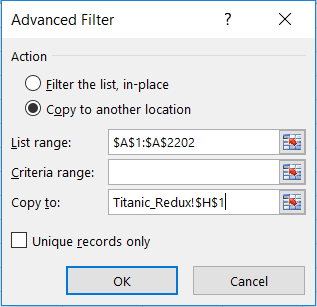 Advanced Filter
Action
Filter the list, in-place
Copy to another location
List range: $A$1:$A$2202
Criteria range:
Copy to: Titanic_Redux!$H$1
Unique records only
OK Cancel